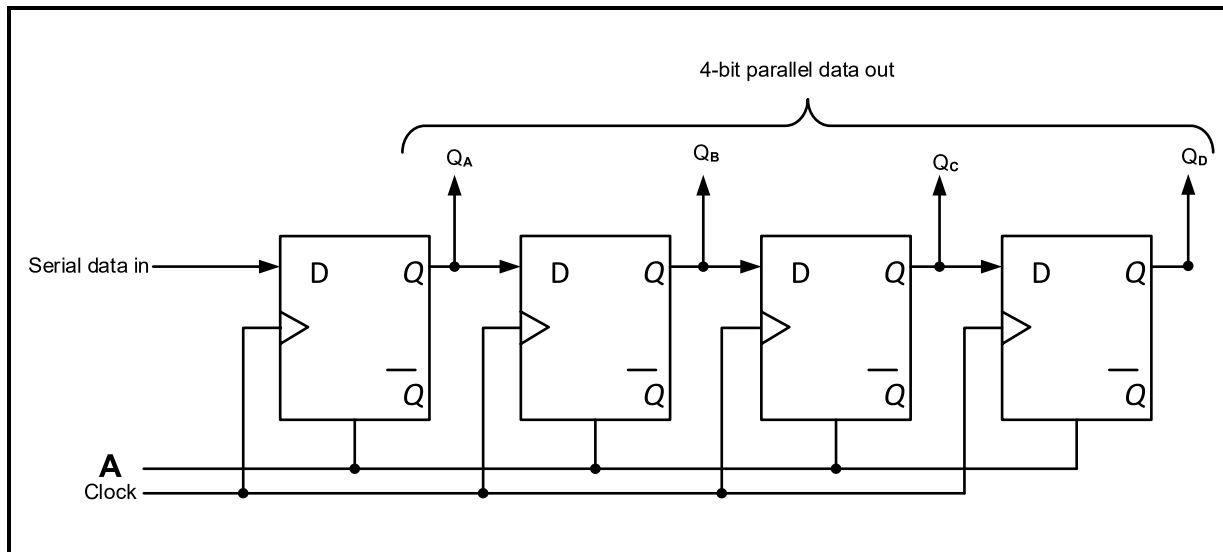 4-bit parallel data out
QA QB QC QD
Serial data in D Q D Q D Q D Q
Q Q Q Q
A
Clock